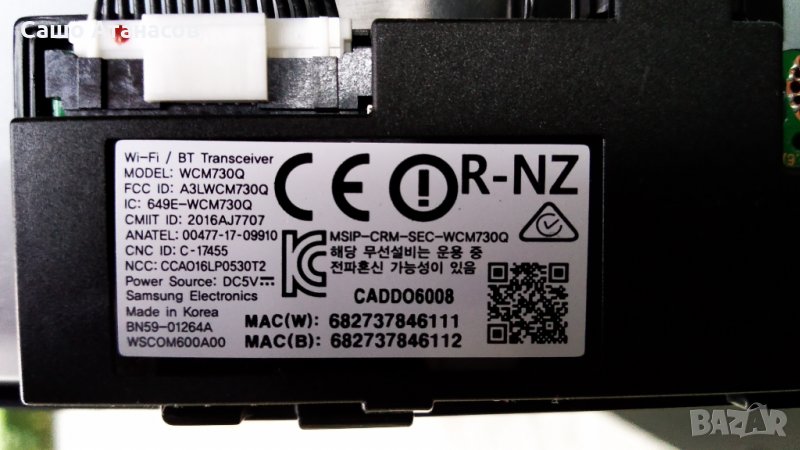 Сашо Атанасов
Wi-Fi / BT Transceiver
MODEL: WCM730Q
FCC ID: A3LWCM730Q
IC: 649E-WCM730Q
CMIIT ID: 2016AJ7707
ANATEL: 00477-17-09910
CNC ID: C-17455
NCC: CCAO16LP0530T2
Power Source: DC5V⎓
Samsung Electronics
Made in Korea
BN59-01264A
WSCOM600A00
CE R-NZ
MSIP-CRM-SEC-WCM730Q
해당 무선설비는 운용 중
전파혼신 가능성이 있음
CADDO6008
MAC(W): 682737846111
MAC(B): 682737846112
BAZAR